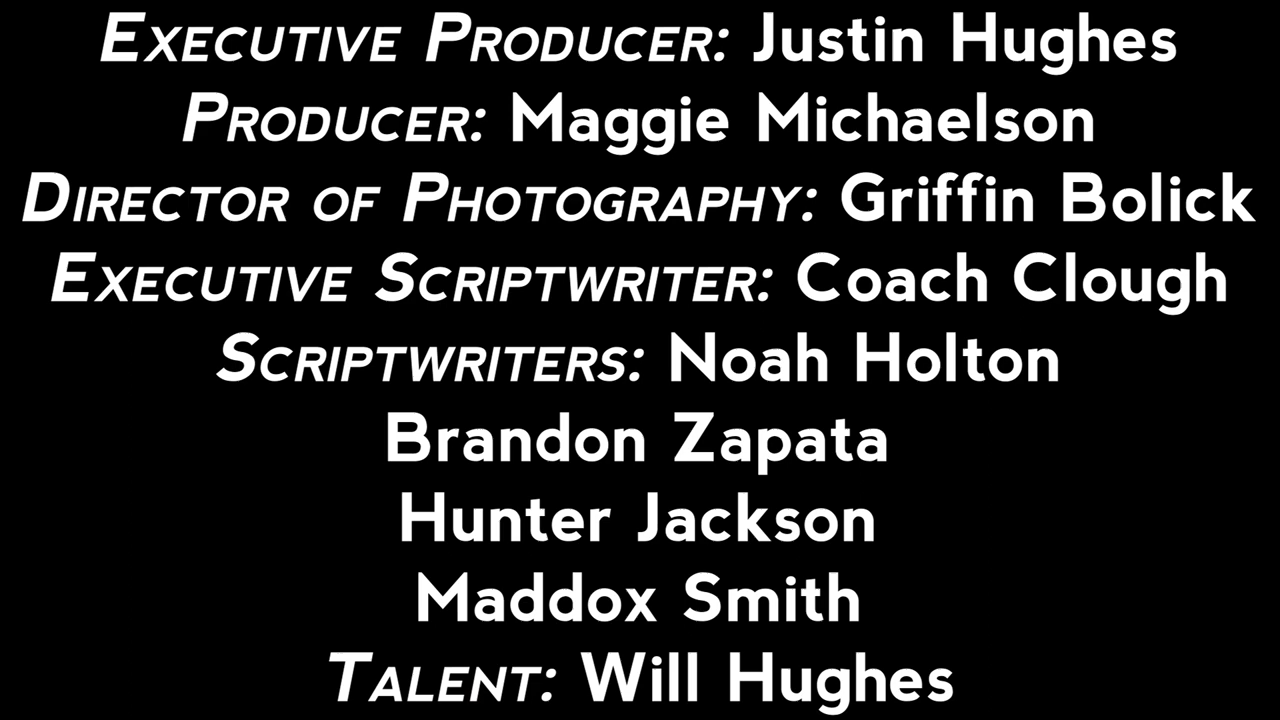 Executive Producer: Justin Hughes
Producer: Maggie Michaelson
Director of Photography: Griffin Bolick
Executive Scriptwriter: Coach Clough
Scriptwriters: Noah Holton
Brandon Zapata
Hunter Jackson
Maddox Smith
Talent: Will Hughes